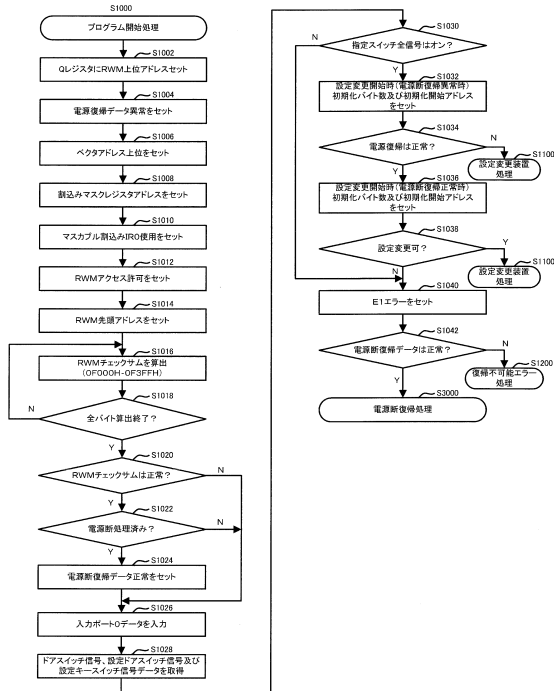 S1000
プログラム開始処理
S1002
QレジスタにRWM上位アドレスセット
S1004
電源復帰データ異常をセット
S1006
ベクタアドレス上位をセット
S1008
割込みマスクレジスタアドレスをセット
S1010
マスカブル割込みIR0使用をセット
S1012
RWMアクセス許可をセット
S1014
RWM先頭アドレスをセット
S1016
RWMチェックサムを算出
(0F000H-0F3FFH)
S1018
全バイト算出終了?
N
Y
S1020
RWMチェックサムは正常?
N
Y
S1022
電源断処理済み?
N
Y
S1024
電源断復帰データ正常をセット
S1026
入力ポート0データを入力
S1028
ドアスイッチ信号、設定ドアスイッチ信号及び
設定キースイッチ信号データを取得
S1030
指定スイッチ全信号はオン?
N
Y
S1032
設定変更開始時(電源断復帰異常時)
初期化バイト数及び初期化開始アドレス
をセット
S1034
電源復帰は正常?
N
S1100
設定変更装置
処理
Y
S1036
設定変更開始時(電源断復帰正常時)
初期化バイト数及び初期化開始アドレス
をセット
S1038
設定変更可?
Y
S1100
設定変更装置
処理
N
S1040
E1エラーをセット
S1042
電源断復帰データは正常?
N
S1200
復帰不可能エラー
処理
Y
S3000
電源断復帰処理